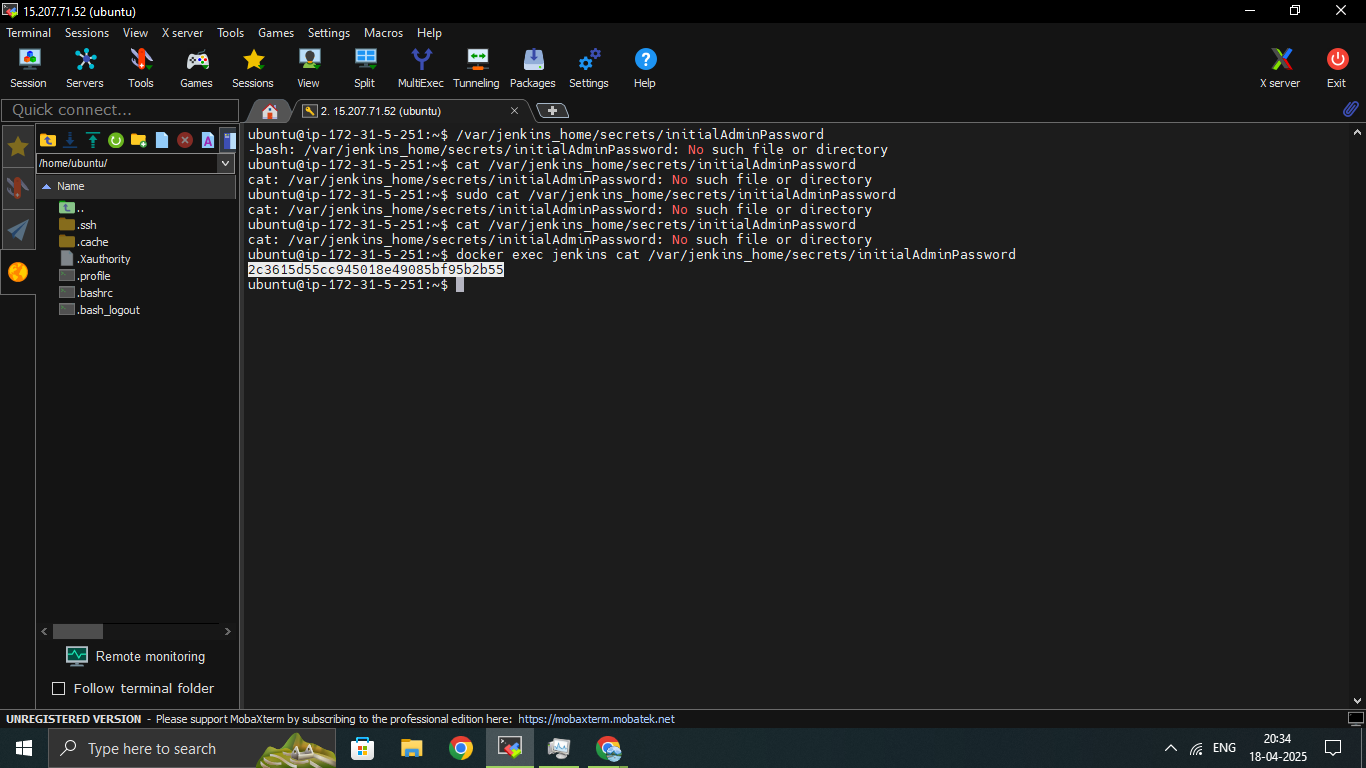 15.207.71.52 (ubuntu)
Terminal Sessions View X server Tools Games Settings Macros Help
Session Servers Tools Games Sessions View Split MultiExec Tunneling Packages Settings Help X server Exit
Quick connect...
2. 15.207.71.52 (ubuntu)
/home/ubuntu/
Name
..
.ssh
.cache
.Xauthority
.profile
.bashrc
.bash_logout
Remote monitoring
Follow terminal folder
ubuntu@ip-172-31-5-251:~$ /var/jenkins_home/secrets/initialAdminPassword
-bash: /var/jenkins_home/secrets/initialAdminPassword: No such file or directory
ubuntu@ip-172-31-5-251:~$ cat /var/jenkins_home/secrets/initialAdminPassword
cat: /var/jenkins_home/secrets/initialAdminPassword: No such file or directory
ubuntu@ip-172-31-5-251:~$ sudo cat /var/jenkins_home/secrets/initialAdminPassword
cat: /var/jenkins_home/secrets/initialAdminPassword: No such file or directory
ubuntu@ip-172-31-5-251:~$ cat /var/jenkins_home/secrets/initialAdminPassword
cat: /var/jenkins_home/secrets/initialAdminPassword: No such file or directory
ubuntu@ip-172-31-5-251:~$ docker exec jenkins cat /var/jenkins_home/secrets/initialAdminPassword
2c3615d55cc945018e49085bf95b2b55
ubuntu@ip-172-31-5-251:~$
UNREGISTERED VERSION - Please support MobaXterm by subscribing to the professional edition here: https://mobaxterm.mobatek.net
Type here to search
ENG
20:34
18-04-2025